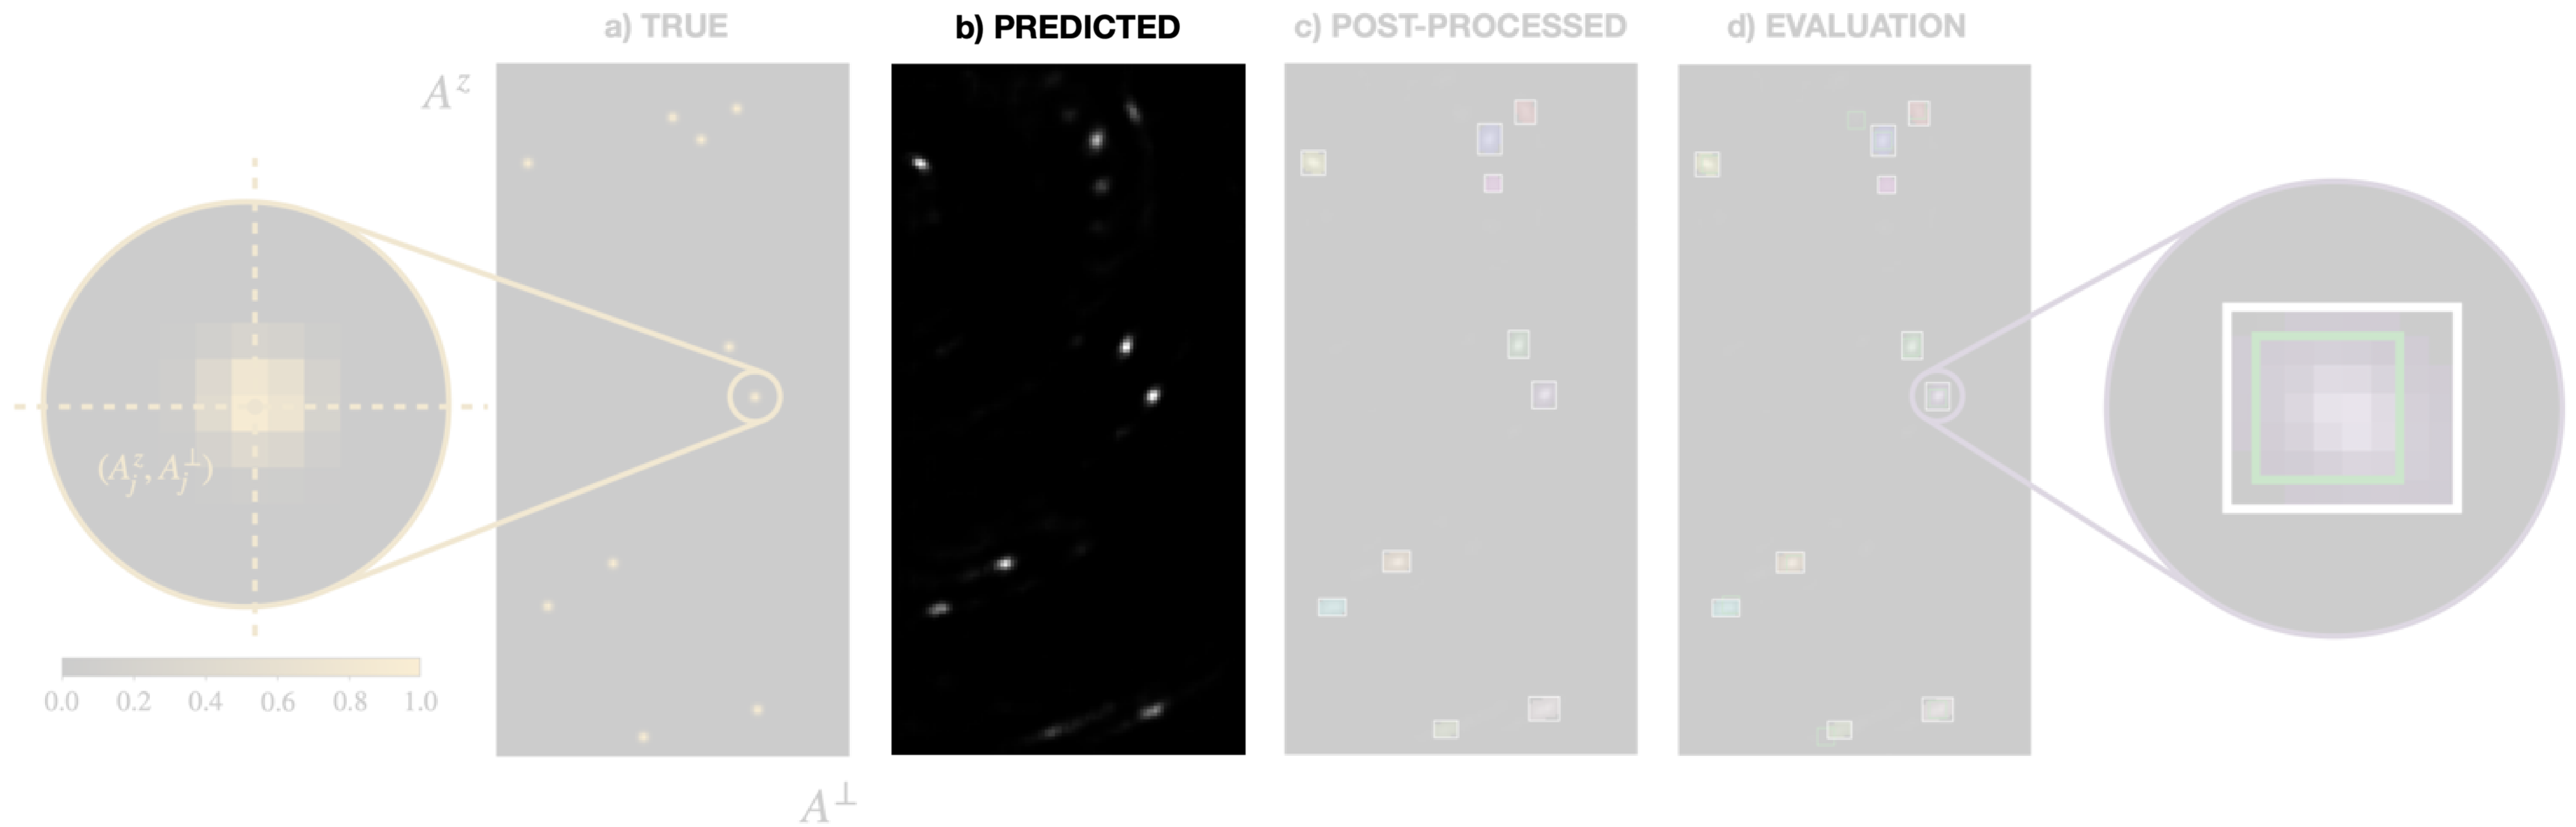 a) TRUE
b) PREDICTED
c) POST-PROCESSED
d) EVALUATION
A^z
(A_j^z, A_j^⊥)
0.0 0.2 0.4 0.6 0.8 1.0
A^⊥